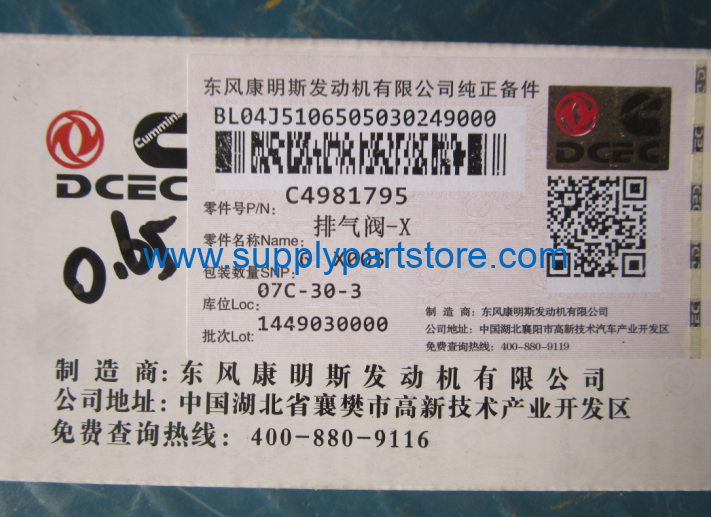 东风康明斯发动机有限公司纯正备件
BL04J5106505030249000
Cummins
DCEC
DCEC
零件号P/N: C4981795
零件名称Name: 排气阀-X
www.supplypartstore.com
包装数量SNP:
库位Loc: 07C-30-3
批次Lot: 1449030000
制 造 商: 东风康明斯发动机有限公司
公司地址: 中国湖北襄阳市高新技术汽车产业开发区
免费查询热线: 400-880-9119
0.65
制 造 商: 东风康明斯发动机有限公司
公司地址: 中国湖北省襄樊市高新技术产业开发区
免费查询热线: 400-880-9116